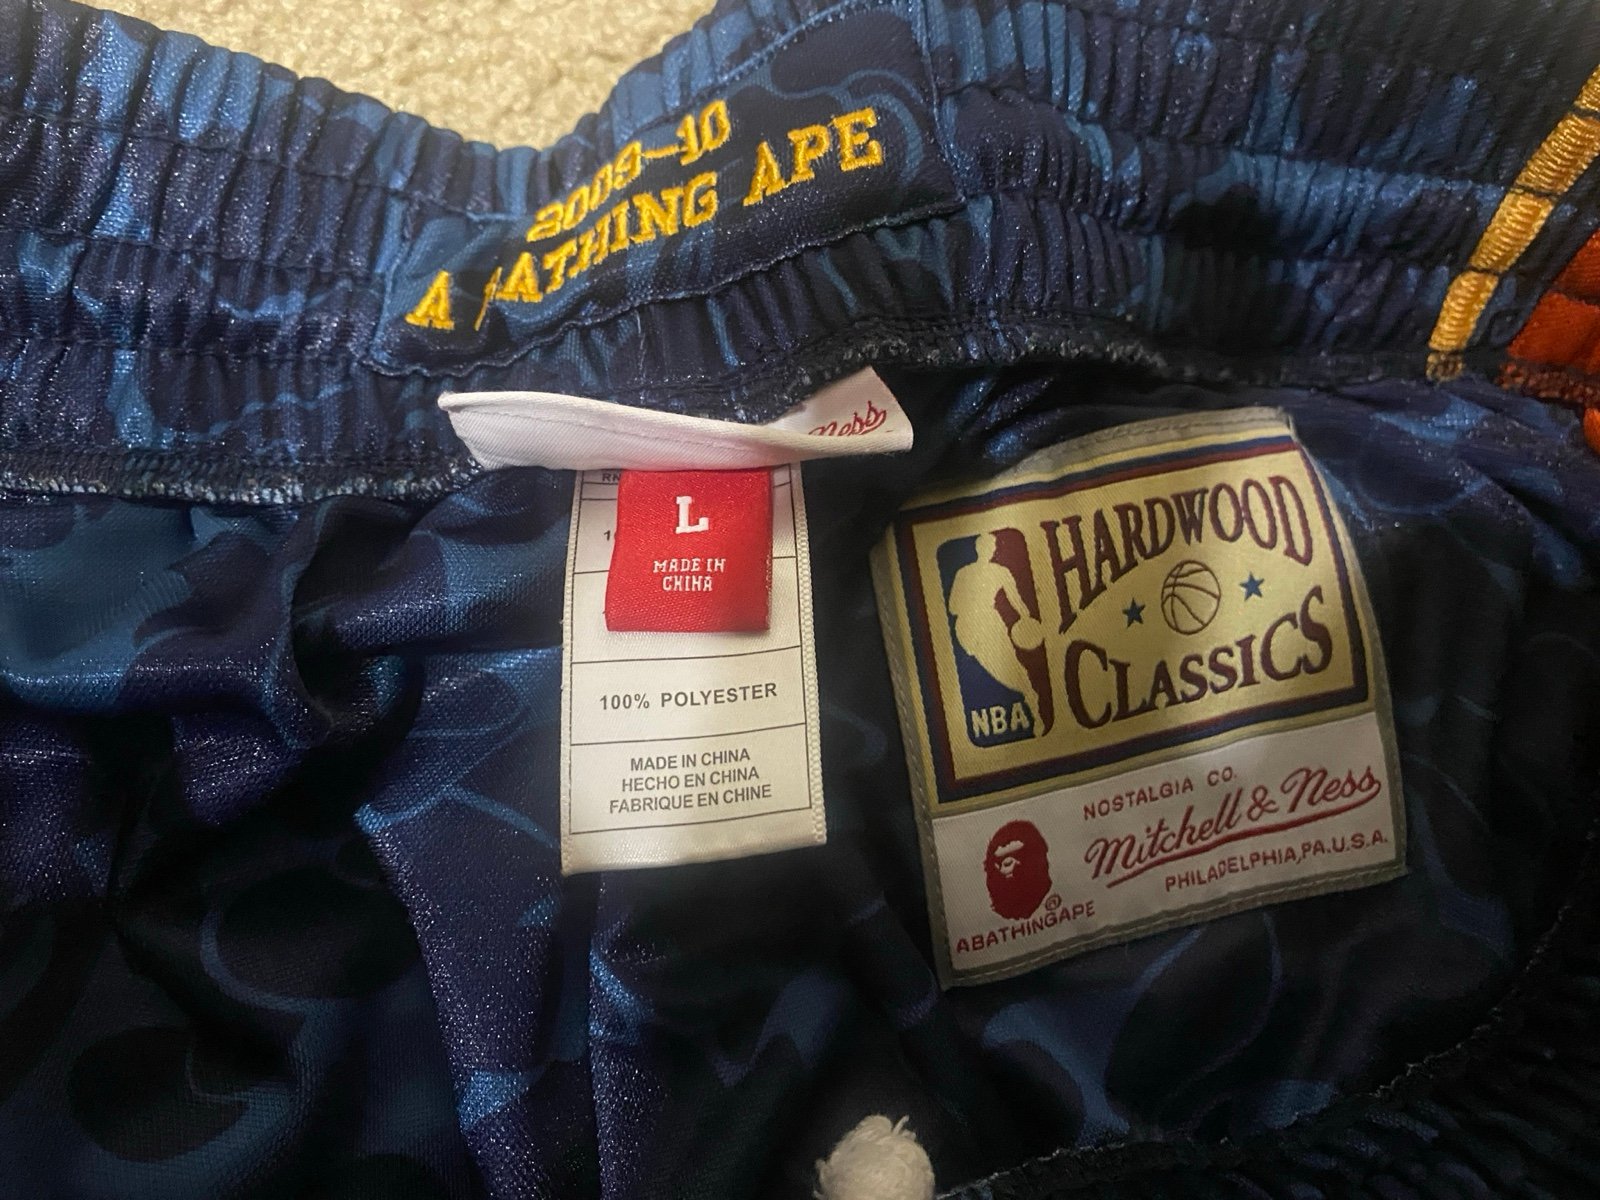 2009-10
A BATHING APE
Ness
L
MADE IN
CHINA
100% POLYESTER
MADE IN CHINA
HECHO EN CHINA
FABRIQUE EN CHINE
HARDWOOD
CLASSICS
NBA
NOSTALGIA CO.
Mitchell & Ness
PHILADELPHIA, PA. U.S.A.
®
ABATHINGAPE